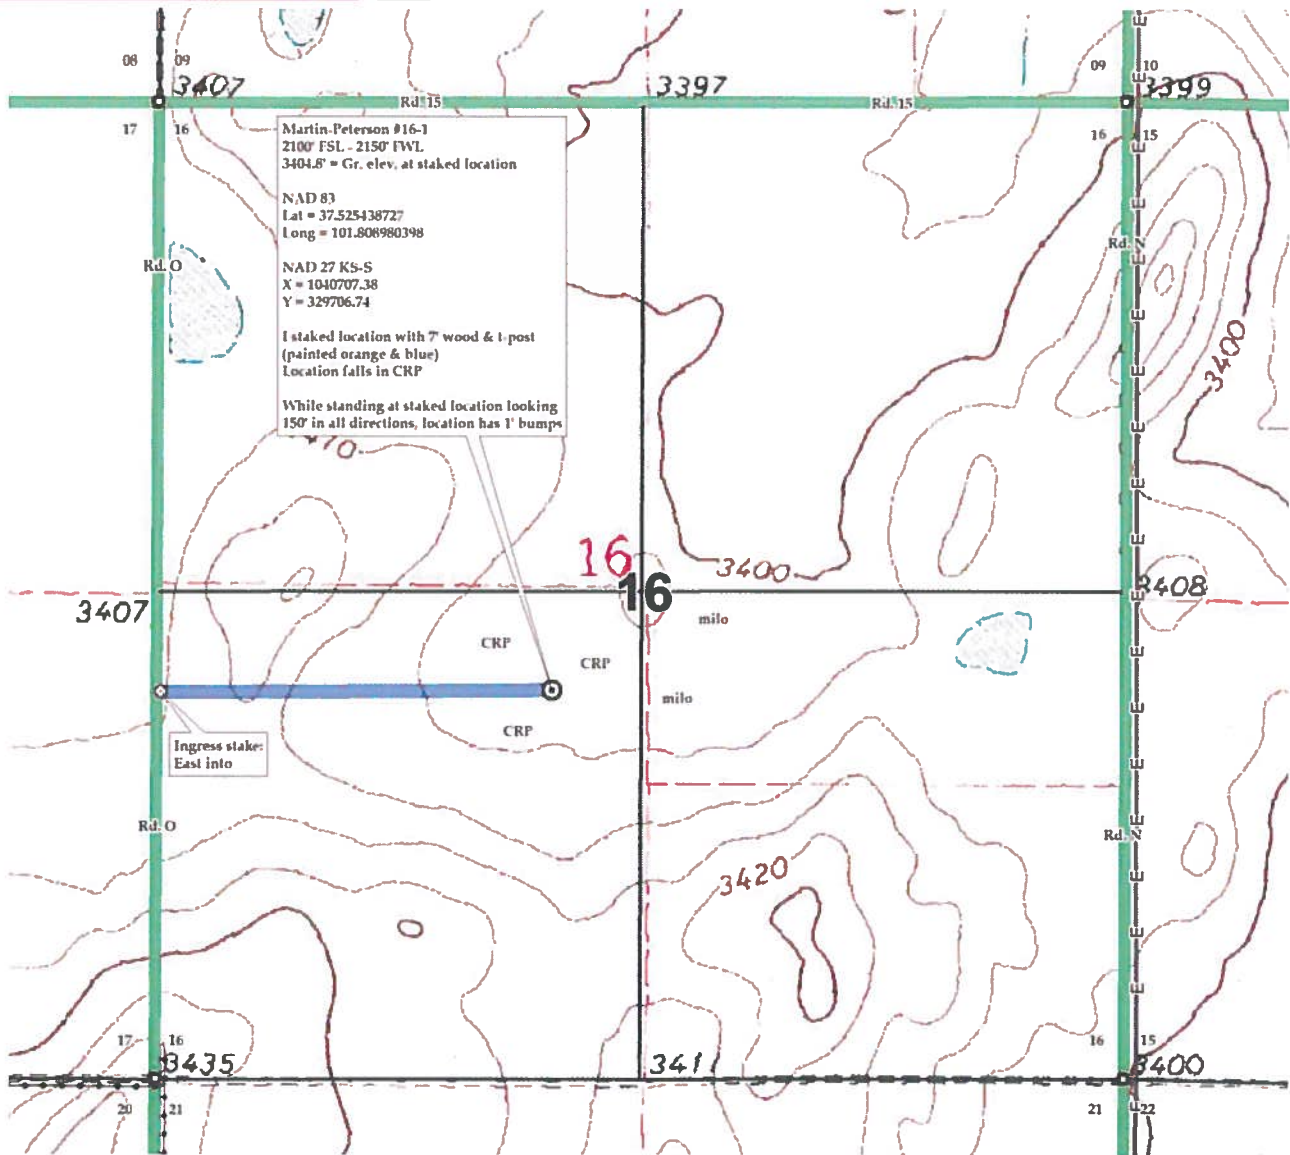 08 09
09 10
3407
3397
3399
Rd. 15
Rd. 15
17 16
16 15
Martin-Peterson #16-1
2100' FSL - 2150' FWL
3404.8' = Gr. elev. at staked location
NAD 83
Lat = 37.525438727
Long = 101.808980398
NAD 27 KS-S
X = 1040707.38
Y = 329706.74
I staked location with 7' wood & t-post
(painted orange & blue)
Location falls in CRP
While standing at staked location looking
150' in all directions, location has 1' bumps
Rd. O
Rd. N
3400
16
3400
3407
16
3408
milo
CRP
CRP
milo
CRP
Ingress stake:
East into
Rd. O
Rd. N
3420
17 16
16 15
3435
3411
3400
20 21
21 22
E E E E E E E E E E E E E E E E E